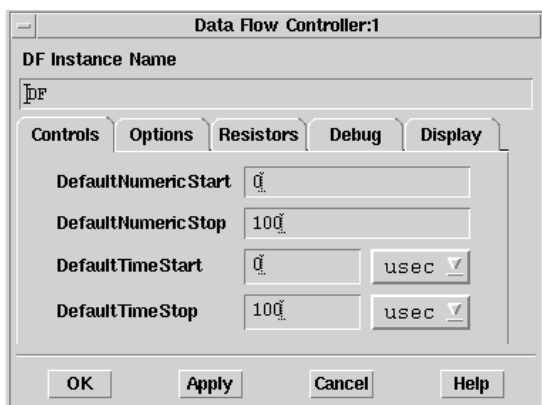 Data Flow Controller:1
DF Instance Name
DF
Controls Options Resistors Debug Display
DefaultNumericStart 0
DefaultNumericStop 100
DefaultTimeStart 0 usec
DefaultTimeStop 100 usec
OK Apply Cancel Help